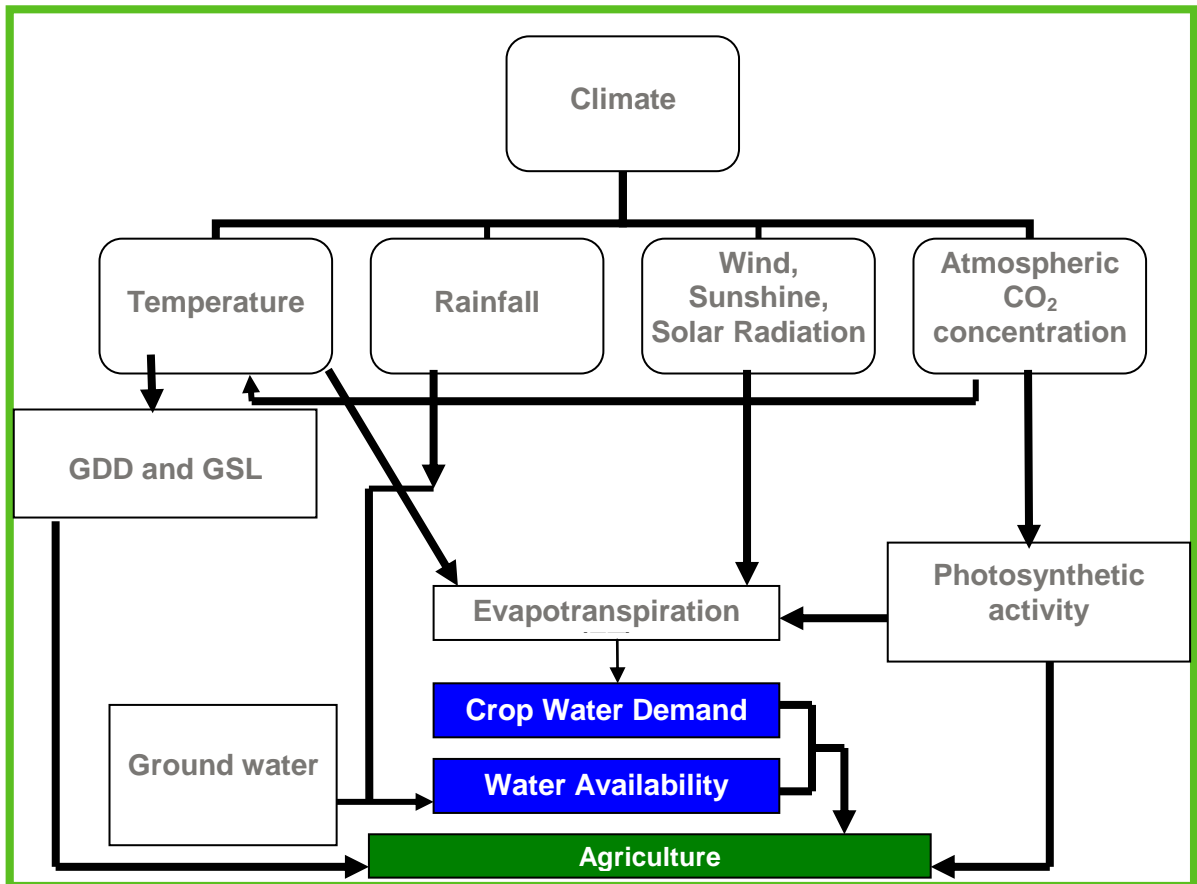 Climate
Temperature
Rainfall
Wind,
Sunshine,
Solar Radiation
Atmospheric
CO₂
concentration
GDD and GSL
Photosynthetic
activity
Evapotranspiration
Crop Water Demand
Ground water
Water Availability
Agriculture